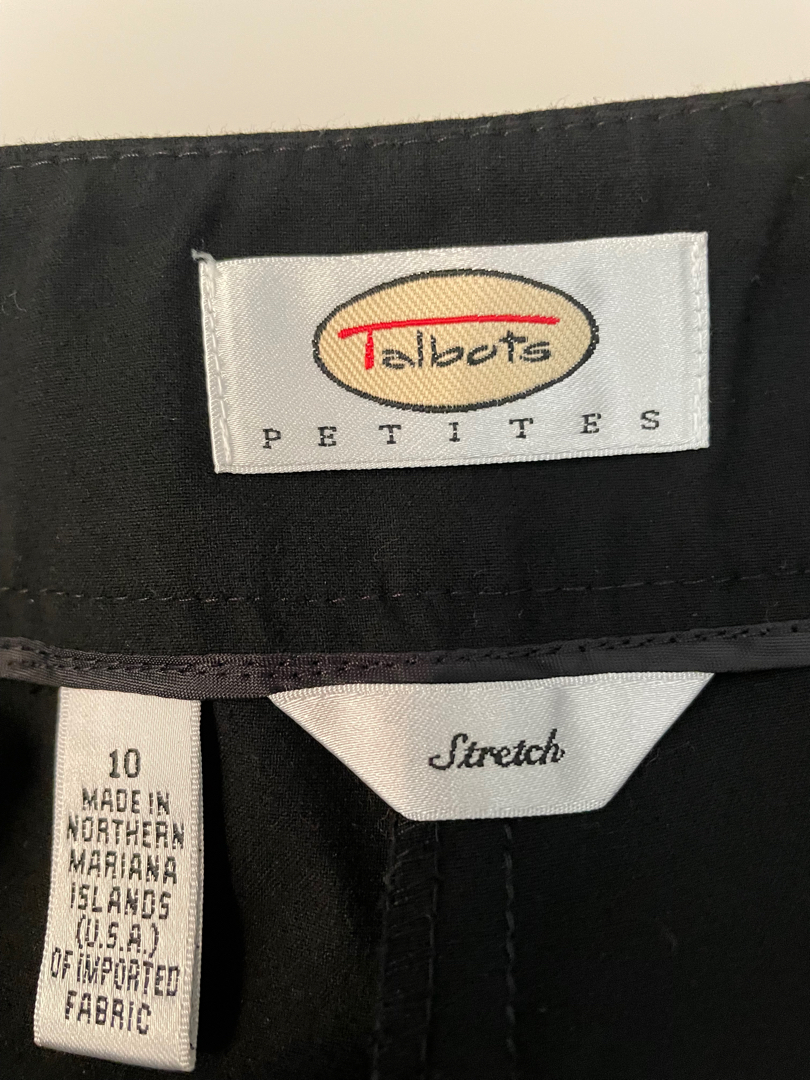 Talbots
PETITES
Stretch
10
MADE IN
NORTHERN
MARIANA
ISLANDS
(U.S.A.)
OF IMPORTED
FABRIC